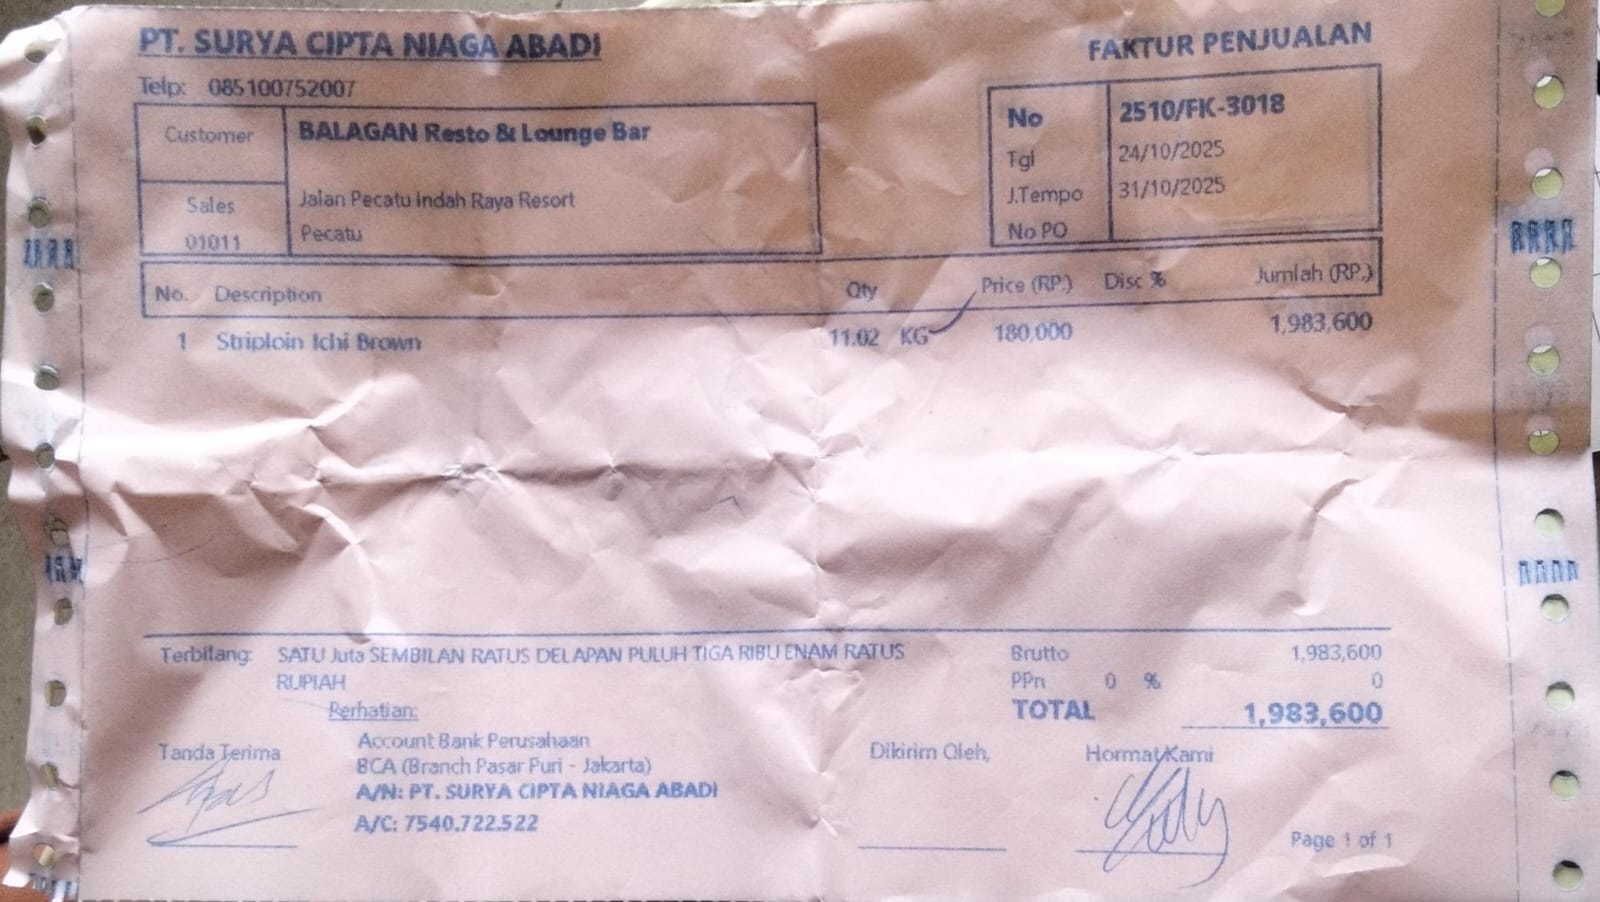 PT. SURYA CIPTA NIAGA ABADI
FAKTUR PENJUALAN
Telp: 085100752007
Customer BALAGAN Resto & Lounge Bar
No 2510/FK-3018
Tgl 24/10/2025
Sales Jalan Pecatu Indah Raya Resort
J.Tempo 31/10/2025
01011 Pecatu
No PO
No. Description Qty Price (RP.) Disc % Jumlah (RP.)
1 Striploin Ichi Brown 11.02 KG 180,000 1,983,600
Terbilang: SATU Juta SEMBILAN RATUS DELAPAN PULUH TIGA RIBU ENAM RATUS
RUPIAH
Brutto 1,983,600
PPn 0 % 0
TOTAL 1,983,600
Perhatian:
Tanda Terima
Account Bank Perusahaan
BCA (Branch Pasar Puri - Jakarta)
A/N: PT. SURYA CIPTA NIAGA ABADI
A/C: 7540.722.522
Dikirim Oleh,
Hormat Kami
Page 1 of 1